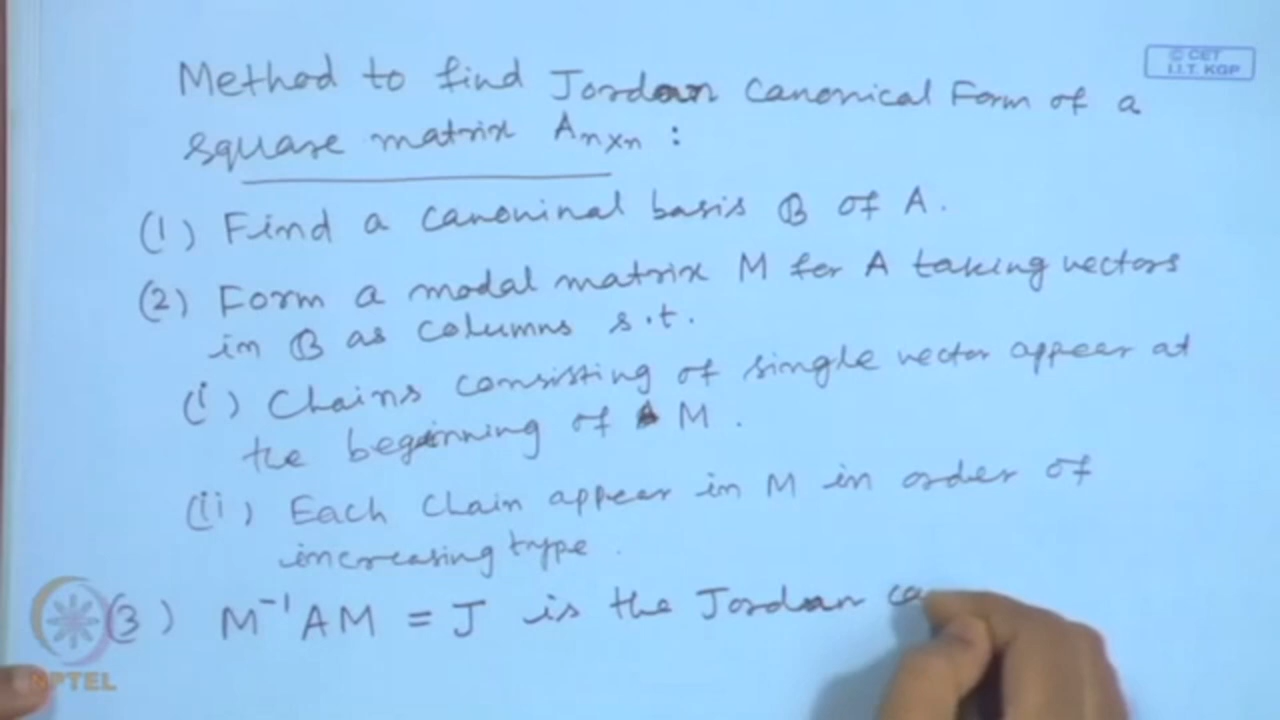 Method to find Jordan Canonical Form of a
square matrix Anxn :
© CET
I.I.T. KGP
(1) Find a canoninal basis B of A.
(2) Form a modal matrix M for A taking vectors
in B as columns s.t.
(i) Chains consisting of single vector appear at
the beginning of M .
(ii) Each Chain appear in M in order of
increasing type .
(3) M⁻¹AM = J is the Jordan ca
NPTEL